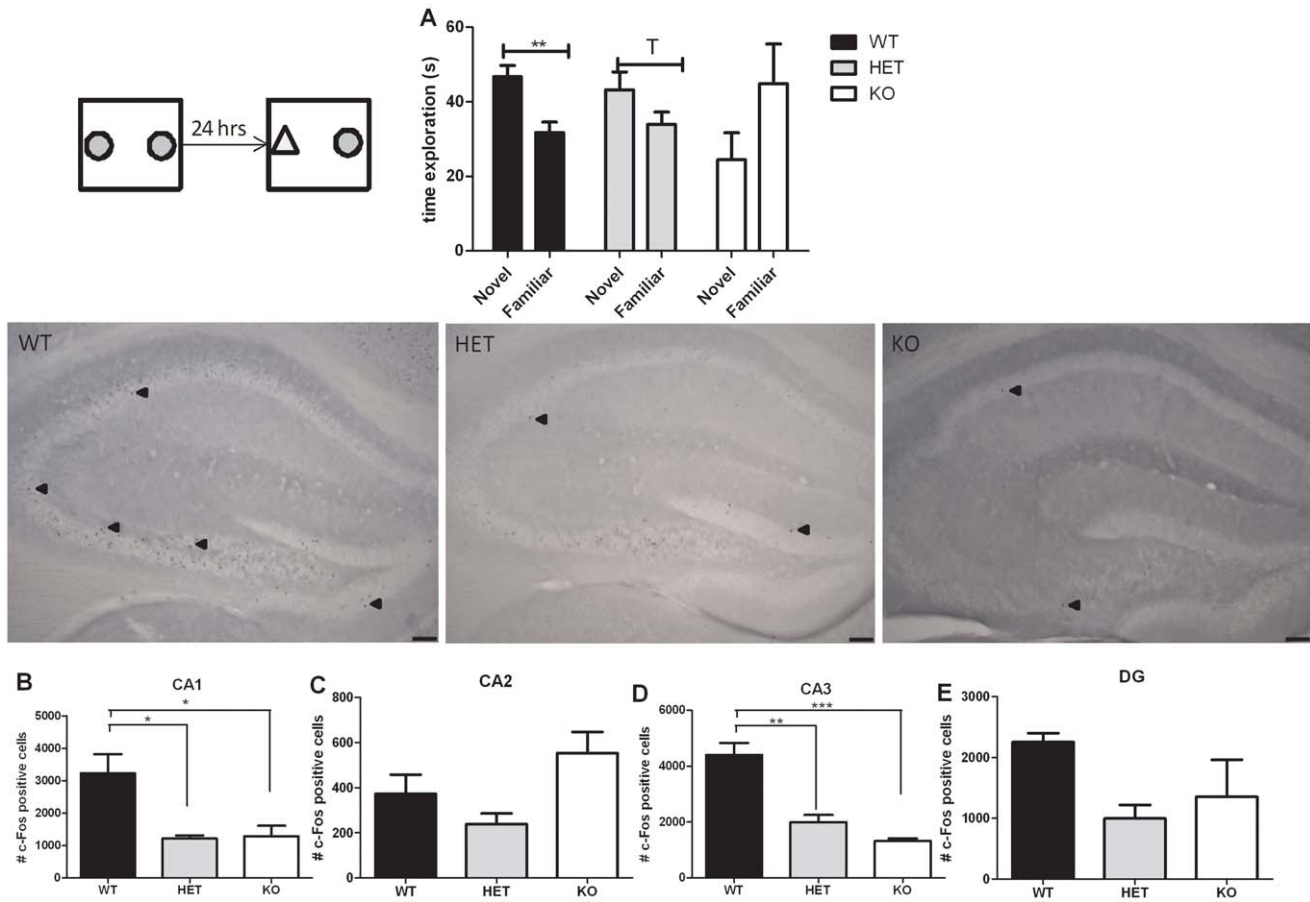 A
60
40
20
0
time exploration (s)
**
T
Novel
Familiar
Novel
Familiar
Novel
Familiar
WT
HET
KO
24 hrs
WT
HET
KO
B
CA1
# c-Fos positive cells
5000
4000
3000
2000
1000
0
*
*
WT
HET
KO
C
CA2
# c-Fos positive cells
800
600
400
200
0
WT
HET
KO
D
CA3
# c-Fos positive cells
6000
4000
2000
0
***
**
WT
HET
KO
E
DG
# c-Fos positive cells
3000
2000
1000
0
WT
HET
KO